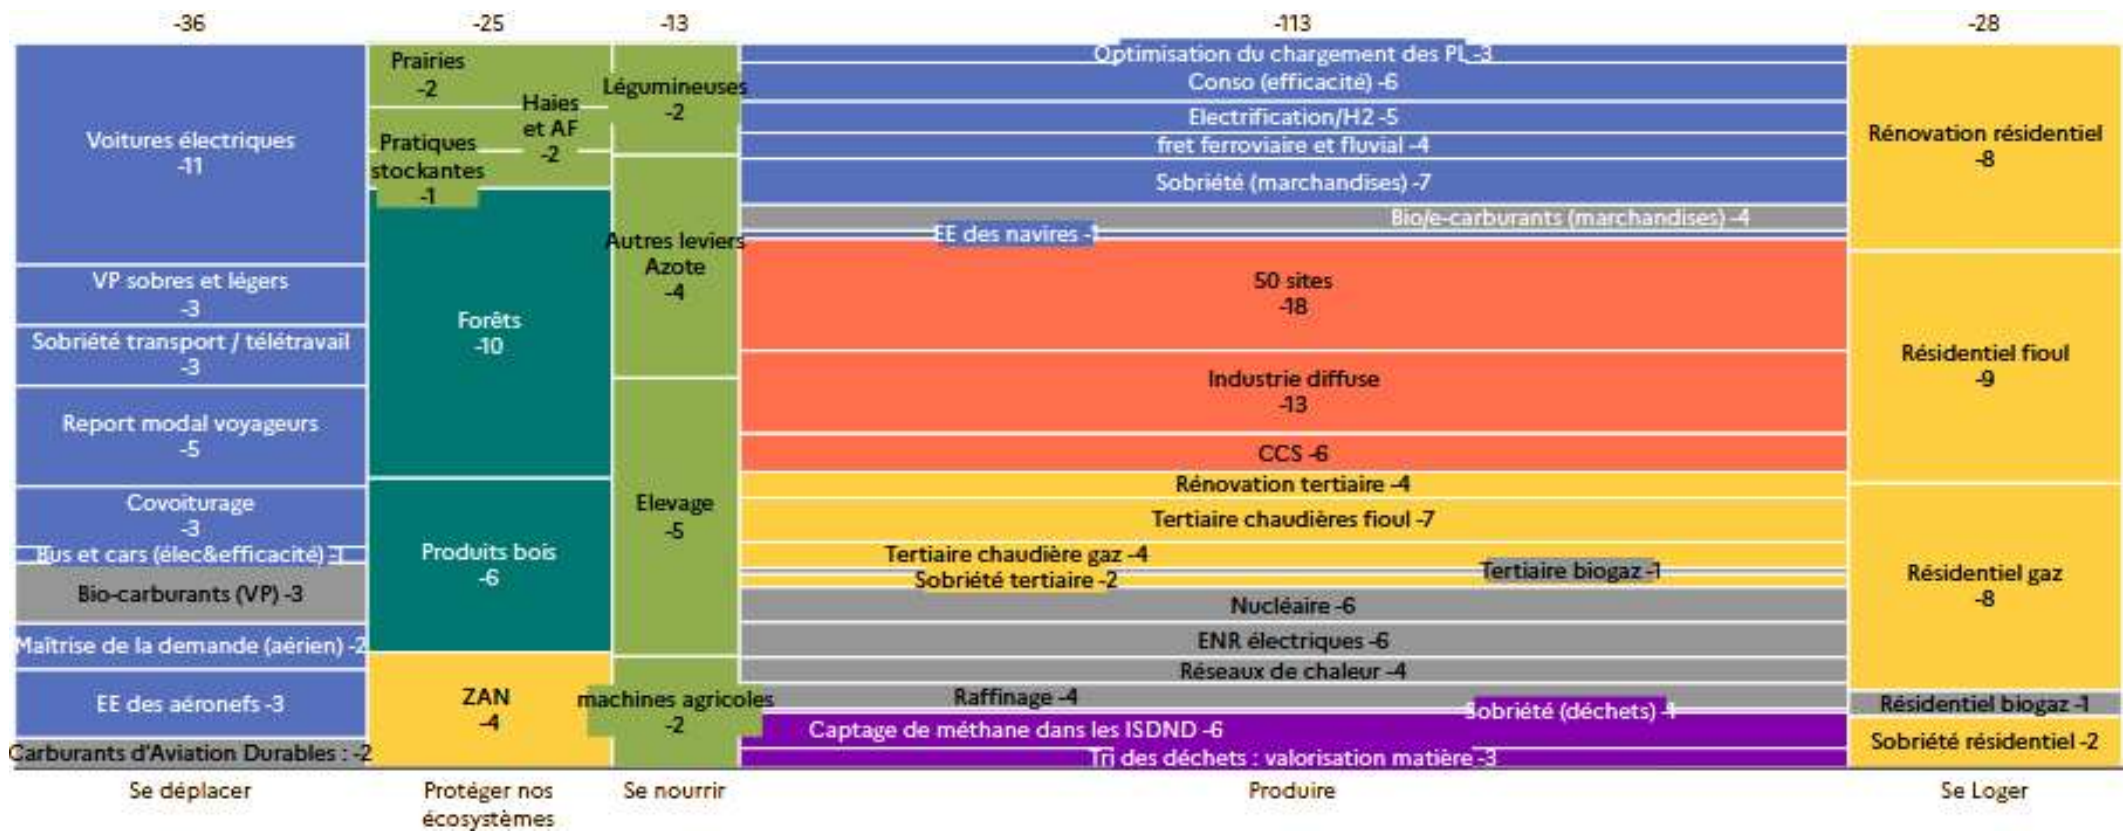 -36
-25
-13
-113
-28
Voitures électriques
-11
VP sobres et légers
-3
Sobriété transport / télétravail
-3
Report modal voyageurs
-5
Covoiturage
-3
Bus et cars (élec&efficacité) -1
Bio-carburants (VP) -3
Maîtrise de la demande (aérien) -2
EE des aéronefs -3
Carburants d'Aviation Durables : -2
Prairies
-2
Haies
et AF
-2
Pratiques
stockantes
-1
Forêts
-10
Produits bois
-6
ZAN
-4
Légumineuses
-2
Autres leviers
Azote
-4
Elevage
-5
machines agricoles
-2
Optimisation du chargement des PL -3
Conso (efficacité) -6
Electrification/H2 -5
fret ferroviaire et fluvial -4
Sobriété (marchandises) -7
Bio/e-carburants (marchandises) -4
EE des navires -1
50 sites
-18
Industrie diffuse
-13
CCS -6
Rénovation tertiaire -4
Tertiaire chaudières fioul -7
Tertiaire chaudière gaz -4
Tertiaire biogaz -1
Sobriété tertiaire -2
Nucléaire -6
ENR électriques -6
Réseaux de chaleur -4
Raffinage -4
Sobriété (déchets) -1
Captage de méthane dans les ISDND -6
Tri des déchets : valorisation matière -3
Rénovation résidentiel
-8
Résidentiel fioul
-9
Résidentiel gaz
-8
Résidentiel biogaz -1
Sobriété résidentiel -2
Se déplacer
Protéger nos
écosystèmes
Se nourrir
Produire
Se Loger